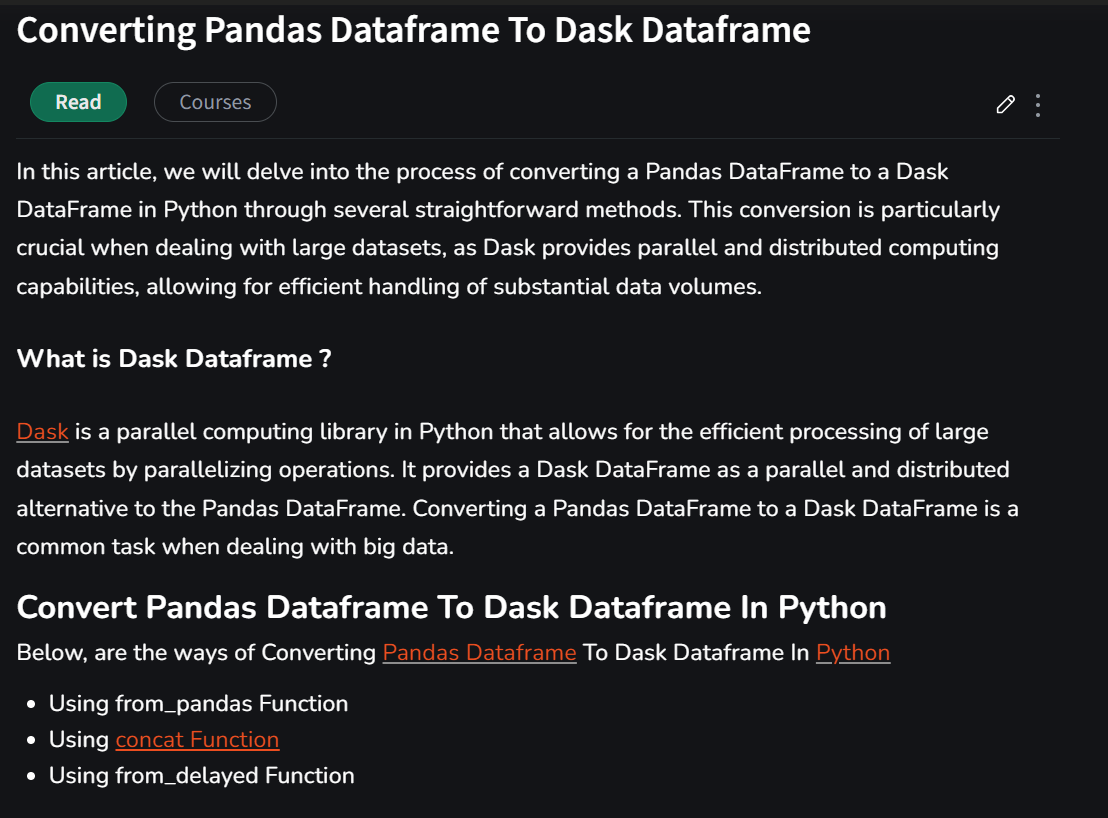 Converting Pandas Dataframe To Dask Dataframe
Read
Courses
In this article, we will delve into the process of converting a Pandas DataFrame to a Dask
DataFrame in Python through several straightforward methods. This conversion is particularly
crucial when dealing with large datasets, as Dask provides parallel and distributed computing
capabilities, allowing for efficient handling of substantial data volumes.
What is Dask Dataframe ?
Dask is a parallel computing library in Python that allows for the efficient processing of large
datasets by parallelizing operations. It provides a Dask DataFrame as a parallel and distributed
alternative to the Pandas DataFrame. Converting a Pandas DataFrame to a Dask DataFrame is a
common task when dealing with big data.
Convert Pandas Dataframe To Dask Dataframe In Python
Below, are the ways of Converting Pandas Dataframe To Dask Dataframe In Python
• Using from_pandas Function
• Using concat Function
• Using from_delayed Function